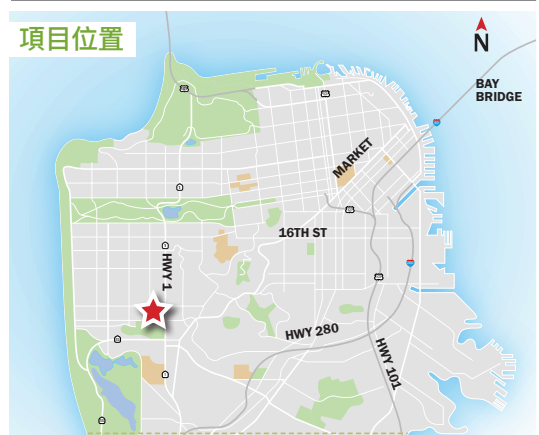 項目位置
N
BAY
BRIDGE
MARKET
16TH ST
HWY 1
HWY 280
HWY 101